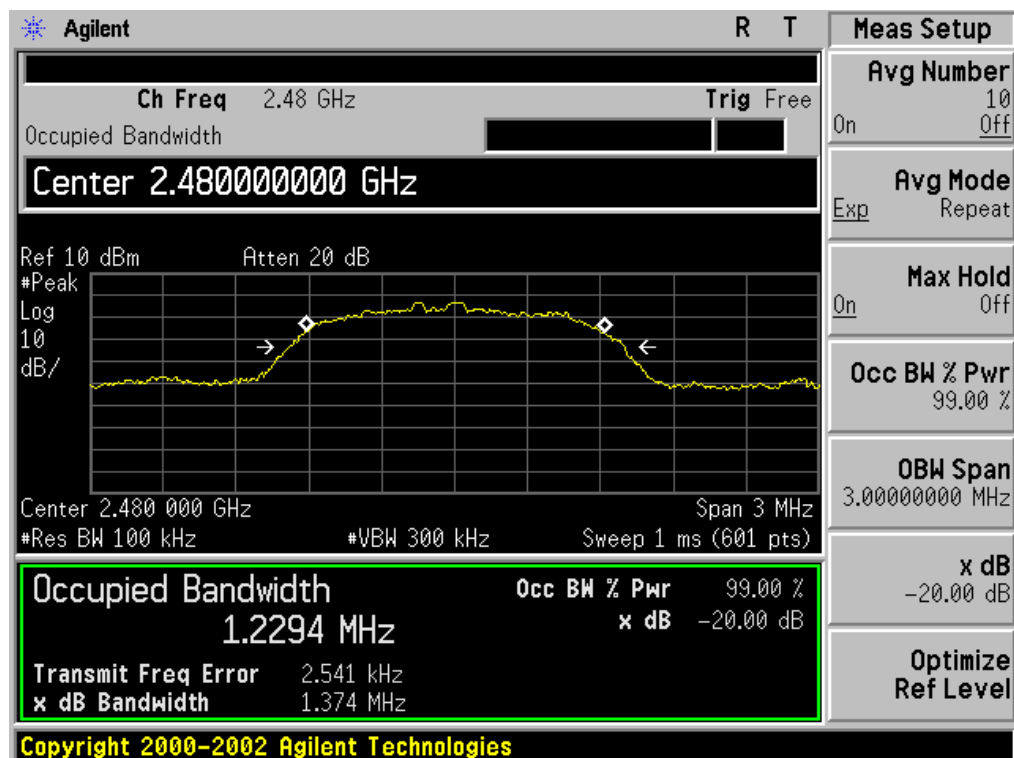 Agilent R T
Ch Freq 2.48 GHz Trig Free
Occupied Bandwidth
Center 2.480000000 GHz
Ref 10 dBm Atten 20 dB
#Peak
Log
10
dB/
Center 2.480 000 GHz Span 3 MHz
#Res BW 100 kHz #VBW 300 kHz Sweep 1 ms (601 pts)
Occupied Bandwidth Occ BW % Pwr 99.00 %
1.2294 MHz x dB -20.00 dB
Transmit Freq Error 2.541 kHz
x dB Bandwidth 1.374 MHz
Copyright 2000-2002 Agilent Technologies
Meas Setup
Avg Number
10
On Off
Avg Mode
Exp Repeat
Max Hold
On Off
Occ BW % Pwr
99.00 %
OBW Span
3.00000000 MHz
x dB
-20.00 dB
Optimize
Ref Level